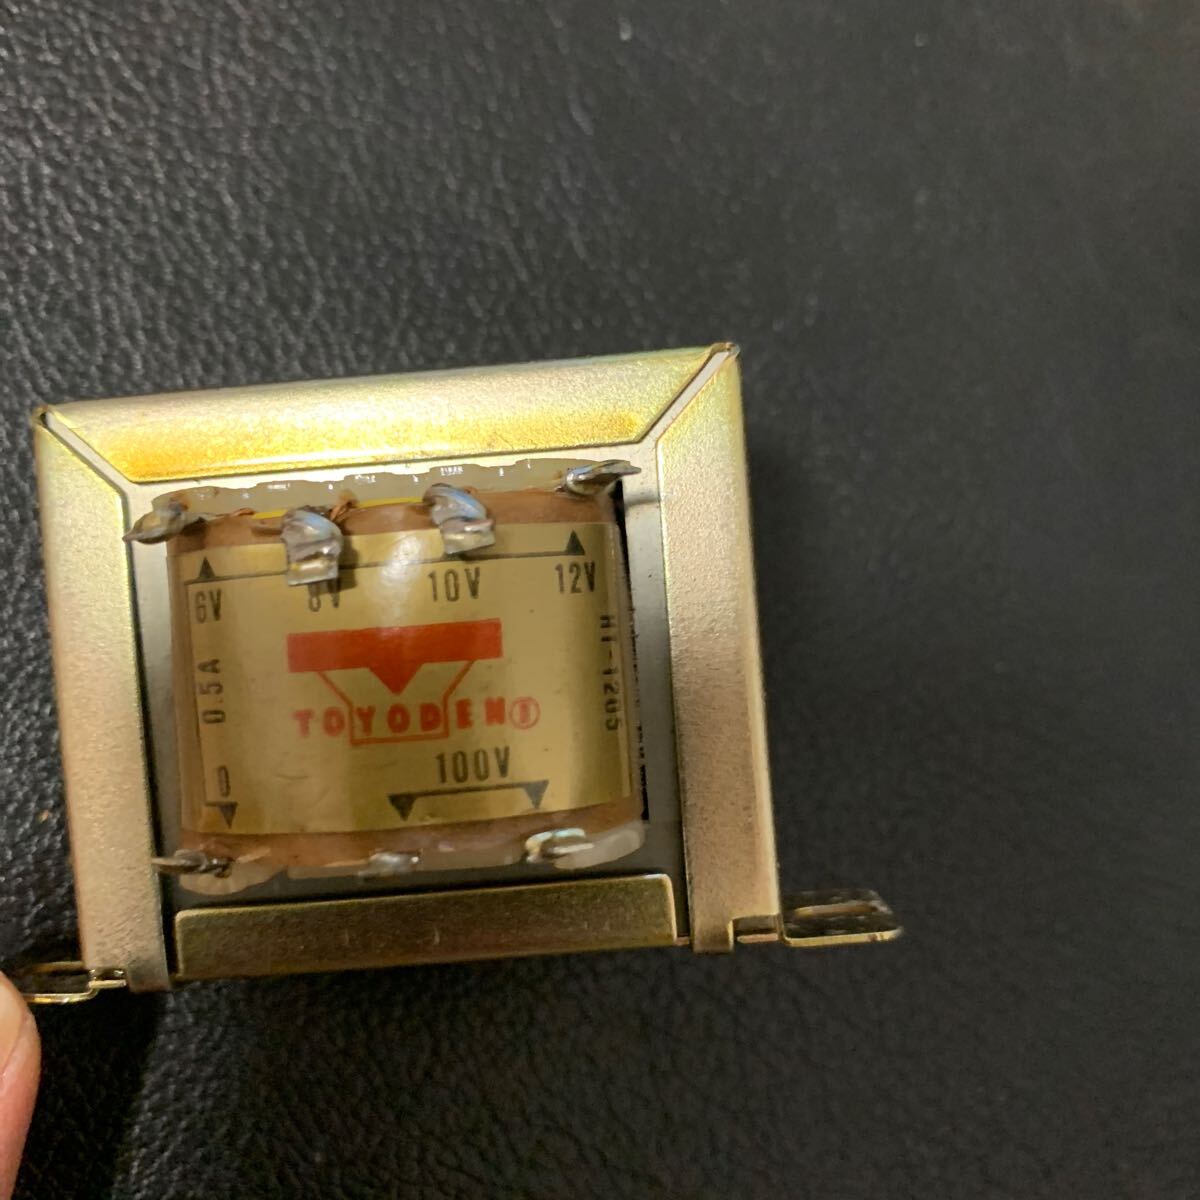 6V 8V 10V 12V
0.5A
HT-1205
TOYODEN®
100V
0